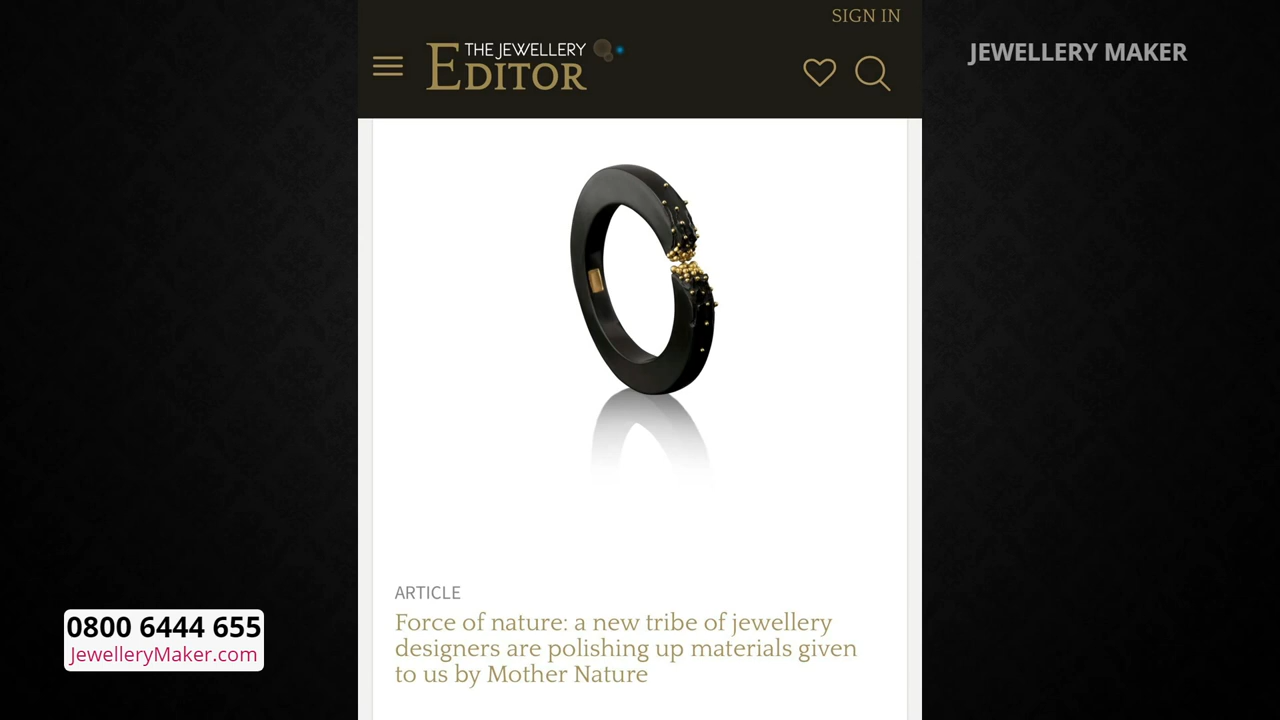 SIGN IN
THE JEWELLERY
EDITOR
JEWELLERY MAKER
ARTICLE
Force of nature: a new tribe of jewellery
designers are polishing up materials given
to us by Mother Nature
0800 6444 655
JewelleryMaker.com